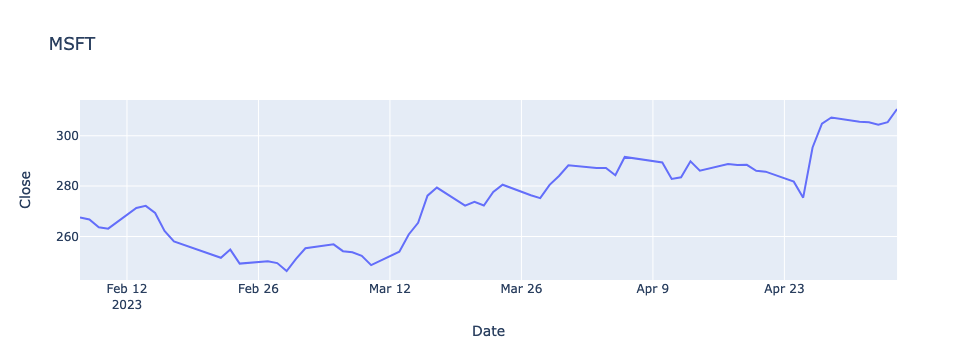 MSFT
Close
300
280
260
Feb 12
2023
Feb 26
Mar 12
Mar 26
Apr 9
Apr 23
Date